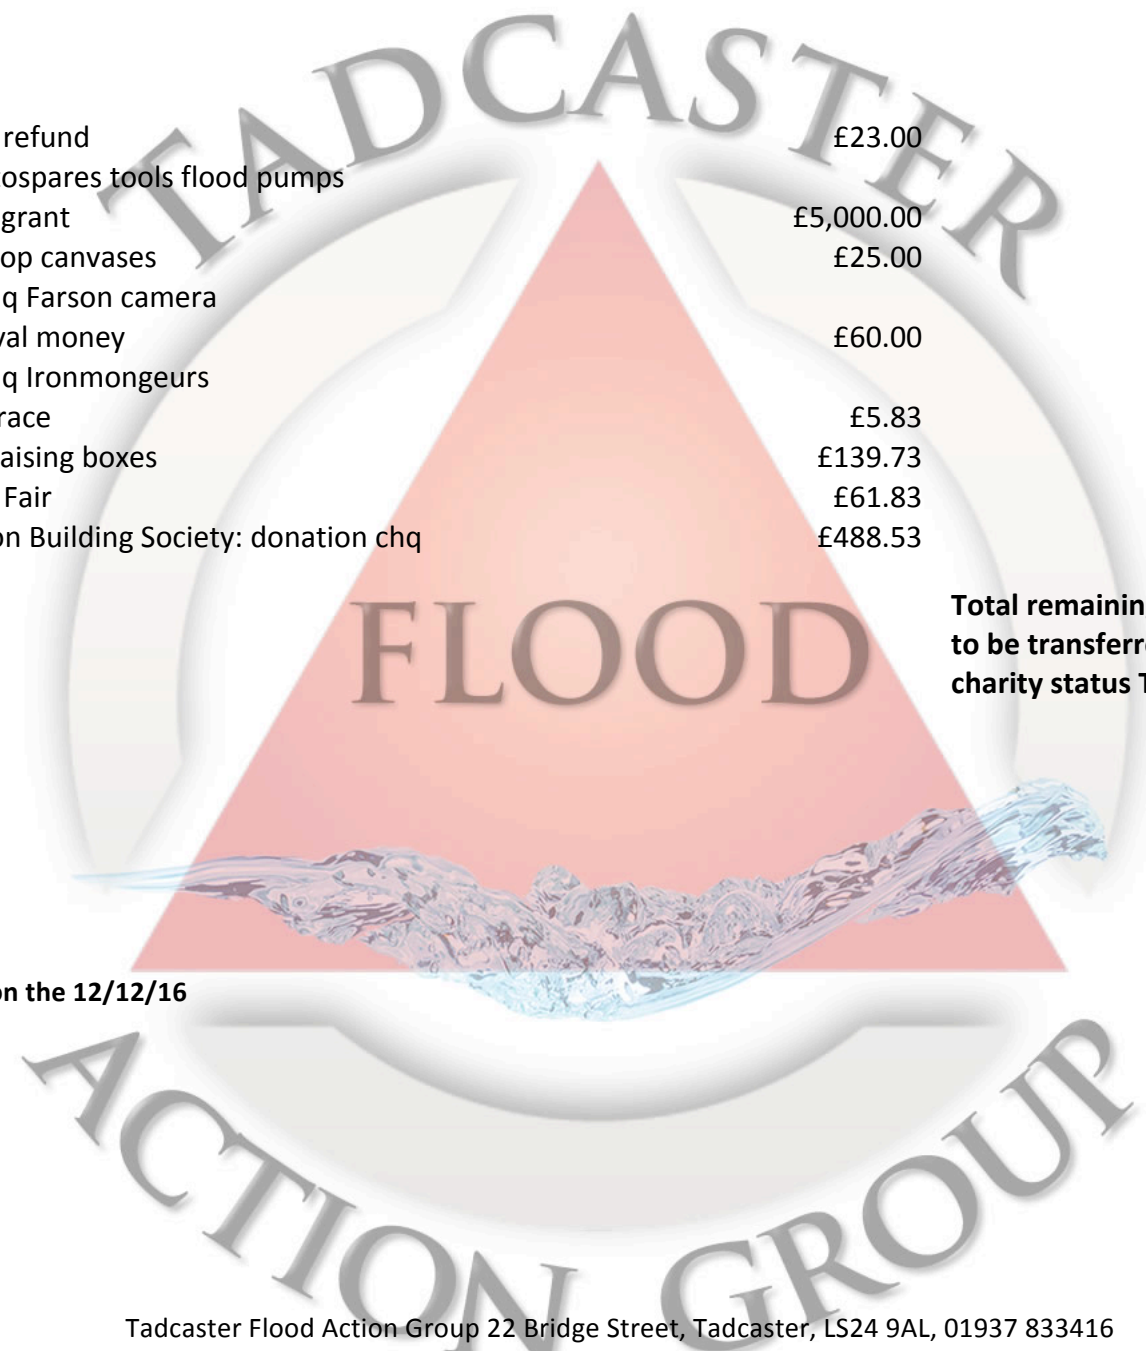 TADCASTER
refund £23.00
tospares tools flood pumps
grant £5,000.00
op canvases £25.00
q Farson camera
val money £60.00
q Ironmongeurs
race £5.83
aising boxes £139.73
Fair £61.83
on Building Society: donation chq £488.53
FLOOD
Total remainin
to be transferr
charity status T
on the 12/12/16
ACTION GROUP
Tadcaster Flood Action Group 22 Bridge Street, Tadcaster, LS24 9AL, 01937 833416